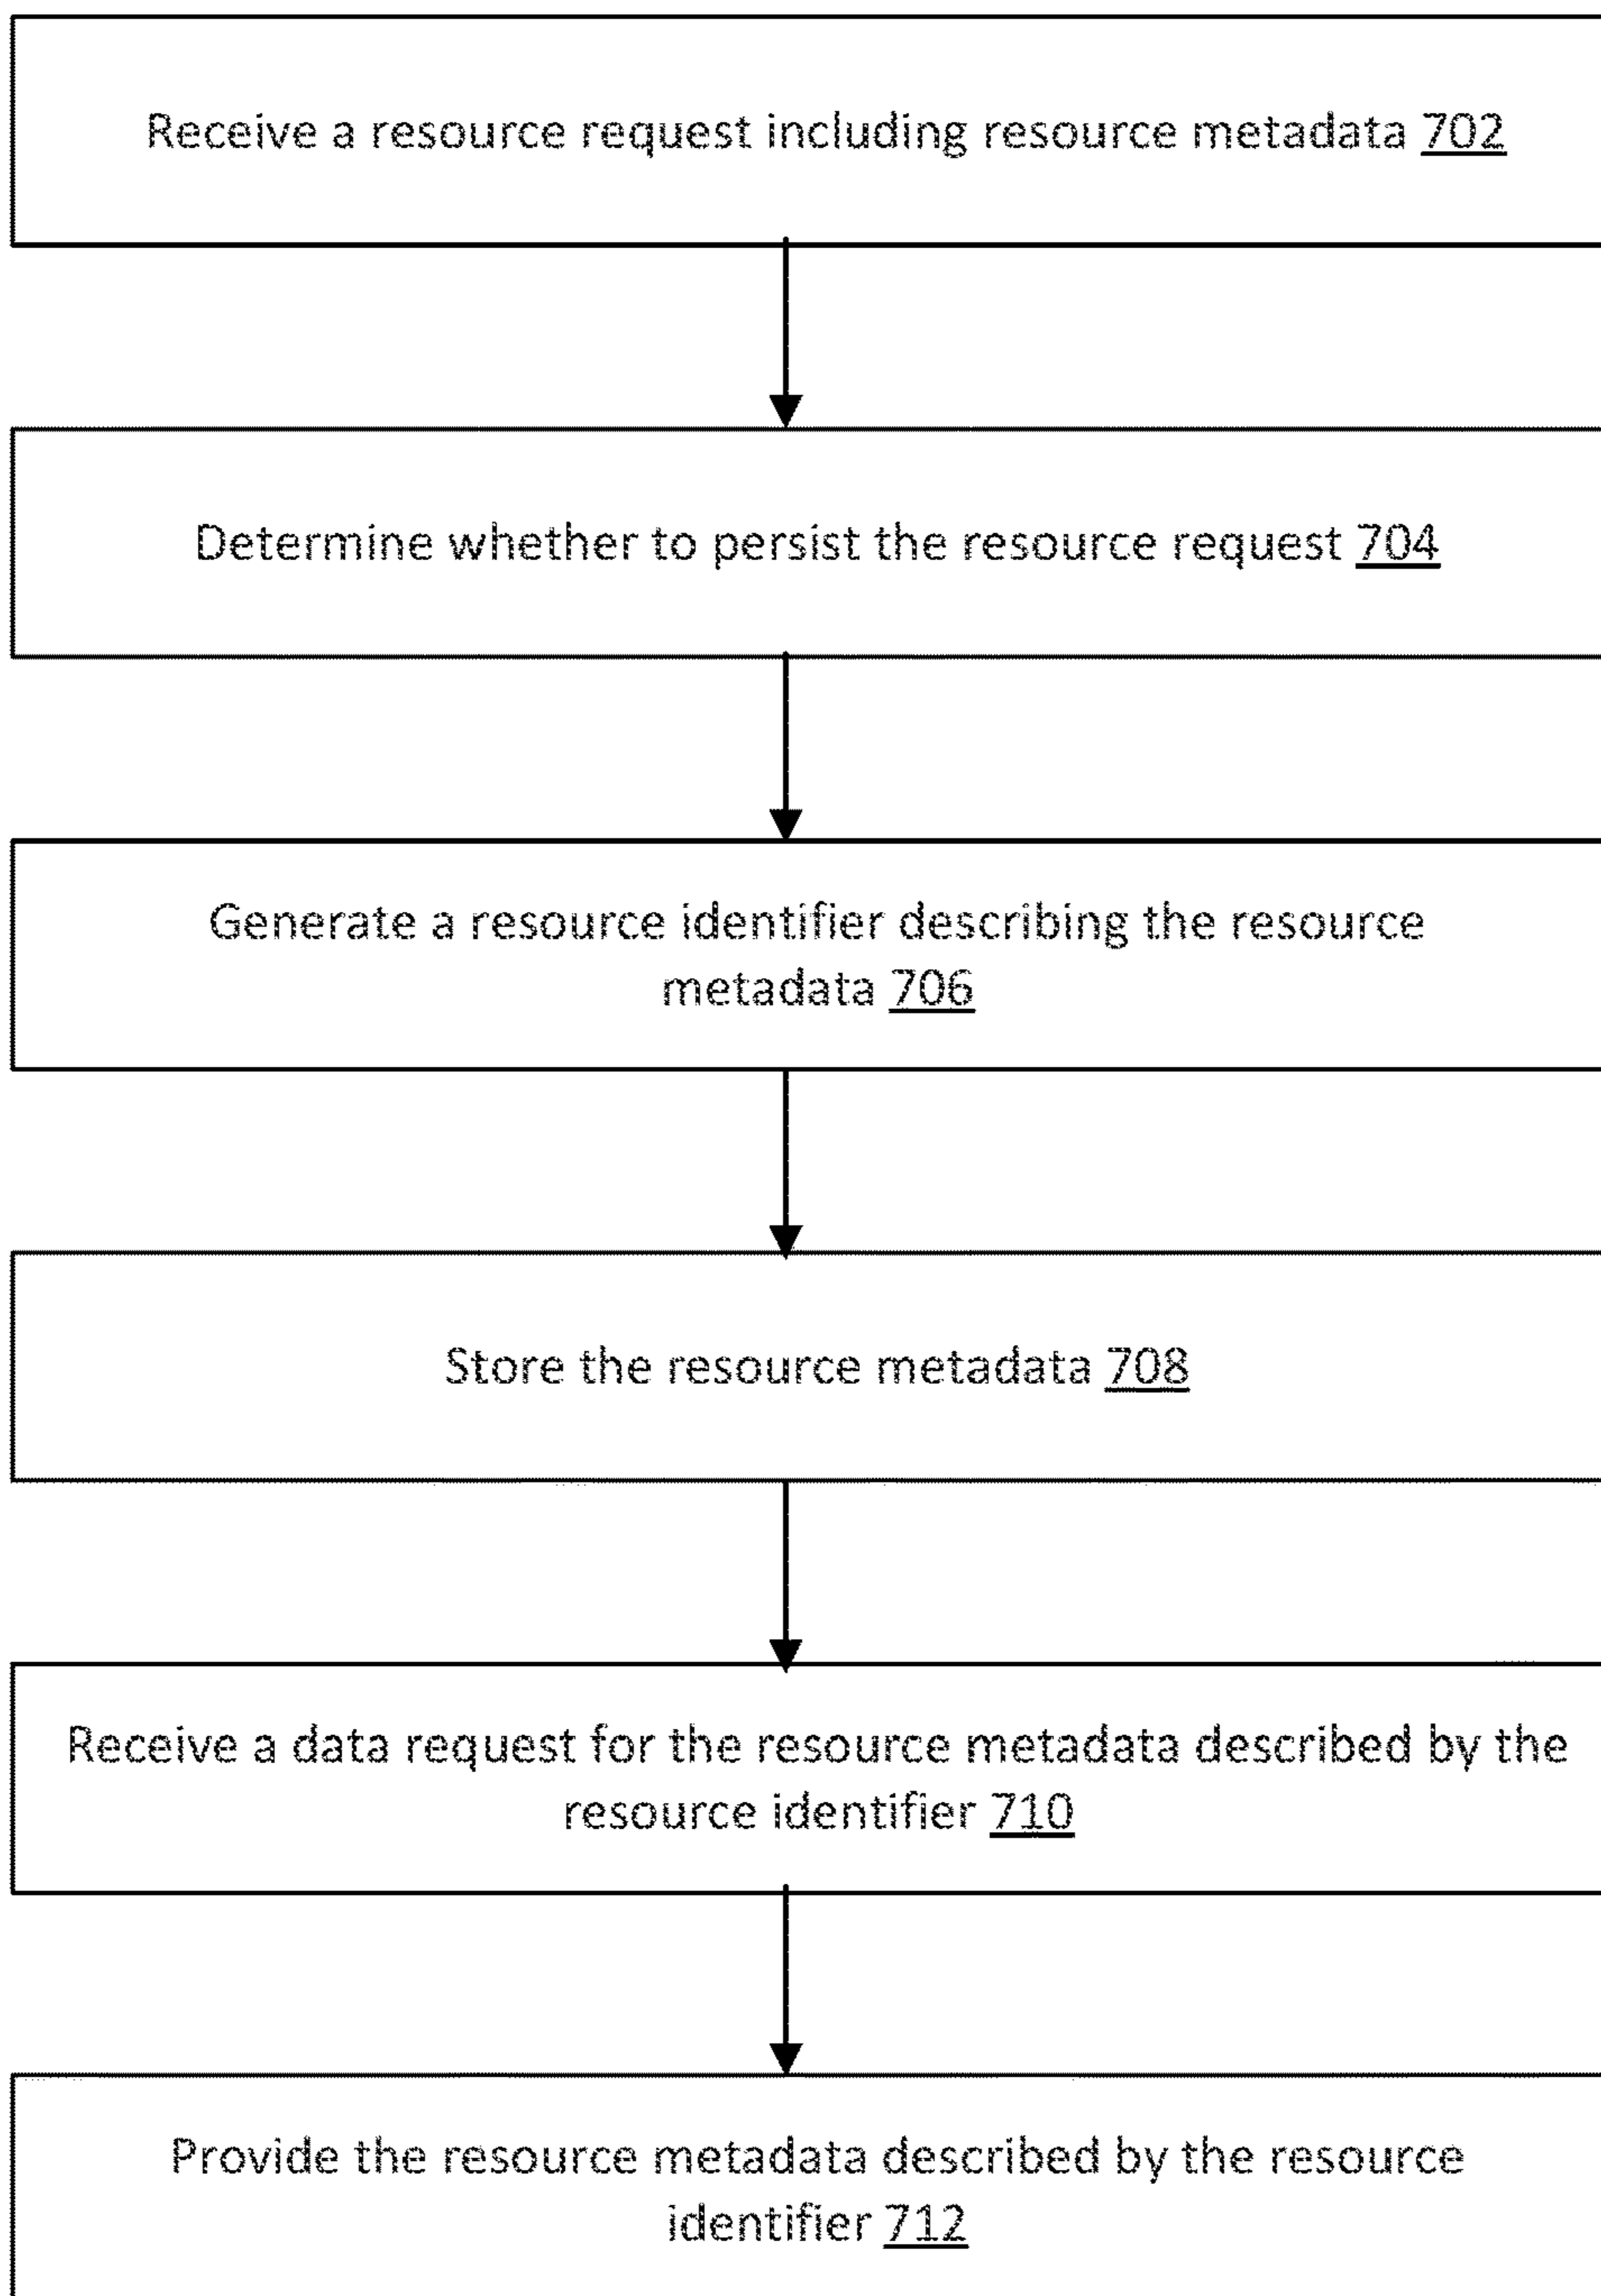 Receive a resource request including resource metadata 702
Determine whether to persist the resource request 704
Generate a resource identifier describing the resource
metadata 706
Store the resource metadata 708
Receive a data request for the resource metadata described by the
resource identifier 710
Provide the resource metadata described by the resource
identifier 712